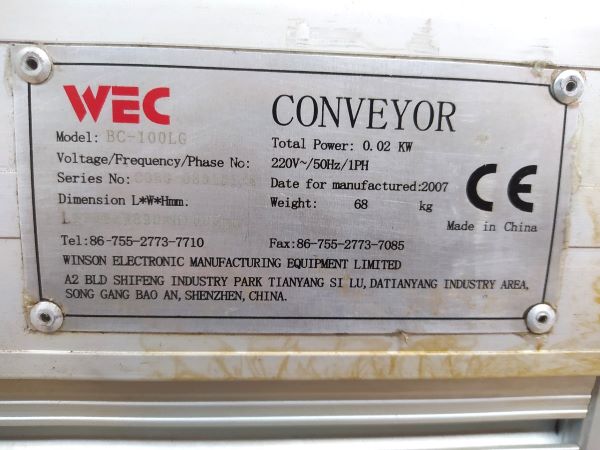 WEC
CONVEYOR
Model: BC-100LG
Total Power: 0.02 KW
Voltage/Frequency/Phase No: 220V~/50Hz/1PH
Series No:
Date for manufactured:2007
Dimension L*W*Hmm.
Weight: 68 kg
CE
Made in China
Tel:86-755-2773-7710 Fax:86-755-2773-7085
WINSON ELECTRONIC MANUFACTURING EQUIPMENT LIMITED
A2 BLD SHIFENG INDUSTRY PARK TIANYANG SI LU, DATIANYANG INDUSTRY AREA,
SONG GANG BAO AN, SHENZHEN, CHINA.